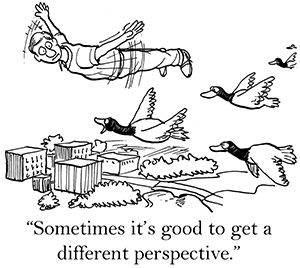 “Sometimes it’s good to get a
different perspective.”